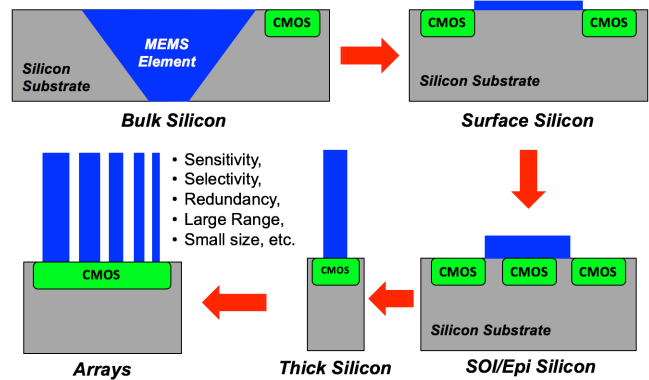 MEMS
Element
CMOS
Silicon
Substrate
Bulk Silicon
CMOS
CMOS
Silicon Substrate
Surface Silicon
• Sensitivity,
• Selectivity,
• Redundancy,
• Large Range,
• Small size, etc.
CMOS
Arrays
CMOS
Thick Silicon
CMOS
CMOS
CMOS
Silicon Substrate
SOI/Epi Silicon